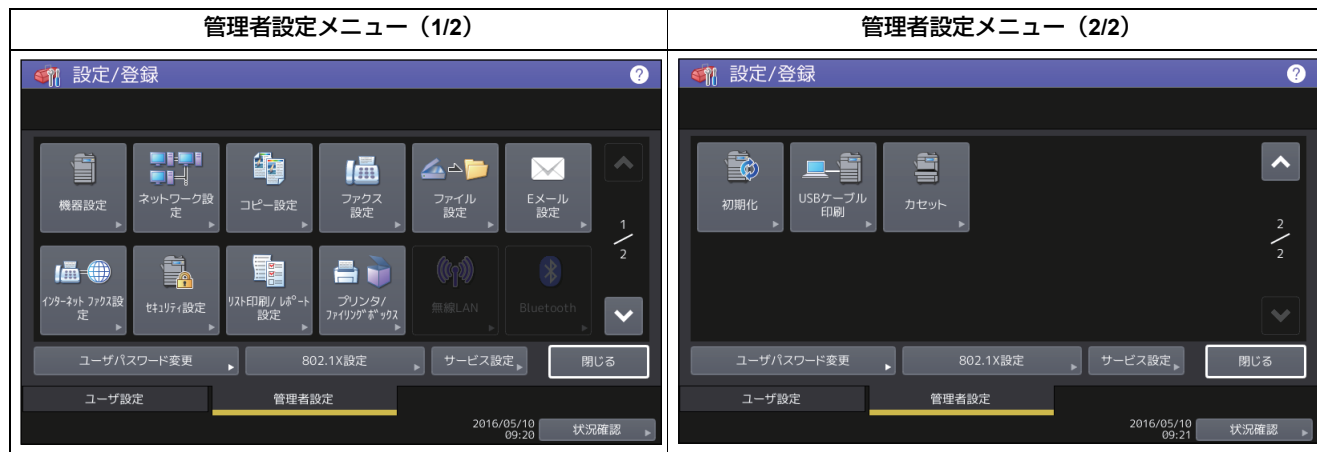 管理者設定メニュー（1/2）
管理者設定メニュー（2/2）
設定/登録
?
機器設定
ネットワーク設
定
コピー設定
ファクス
設定
ファイル
設定
Eメール
設定
1
2
インターネット ファクス設
定
セキュリティ設定
リスト印刷/ レポート
設定
プリンタ/
ファイリングボックス
無線LAN
Bluetooth
ユーザパスワード変更
802.1X設定
サービス設定
閉じる
ユーザ設定
管理者設定
2016/05/10
09:20
状況確認
設定/登録
?
初期化
USBケーブル
印刷
カセット
2
2
ユーザパスワード変更
802.1X設定
サービス設定
閉じる
ユーザ設定
管理者設定
2016/05/10
09:21
状況確認